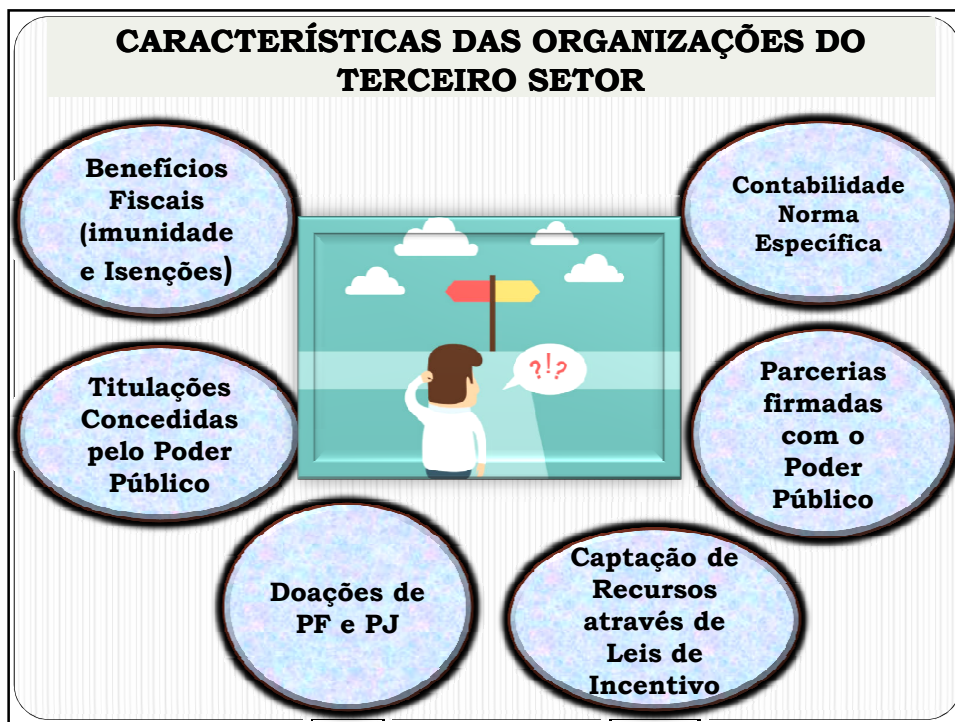 CARACTERÍSTICAS DAS ORGANIZAÇÕES DO
TERCEIRO SETOR
Benefícios
Fiscais
(imunidade
e Isenções)
Contabilidade
Norma
Específica
?!?
Titulações
Concedidas
pelo Poder
Público
Parcerias
firmadas
com o
Poder
Público
Doações de
PF e PJ
Captação de
Recursos
através de
Leis de
Incentivo